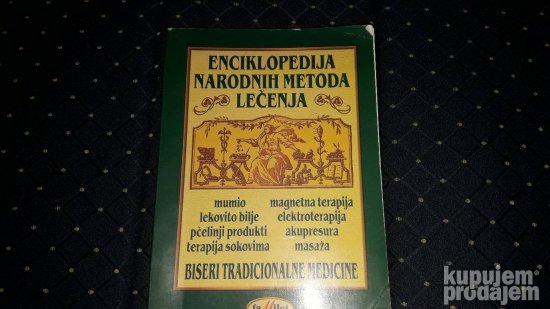 ENCIKLOPEDIJA
NARODNIH METODA
LEČENJA
mumio magnetna terapija
lekovito bilje elektroterapija
pčelinji produkti akupresura
terapija sokovima masaža
BISERI TRADICIONALNE MEDICINE
kupujem
prodajem